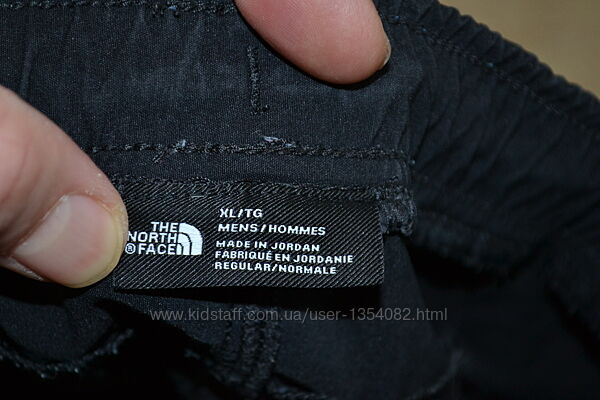 THE
NORTH
FACE
®
XL/TG
MENS/HOMMES
MADE IN JORDAN
FABRIQUÉ EN JORDANIE
REGULAR/NORMALE
www.kidstaff.com.ua/user-1354082.html